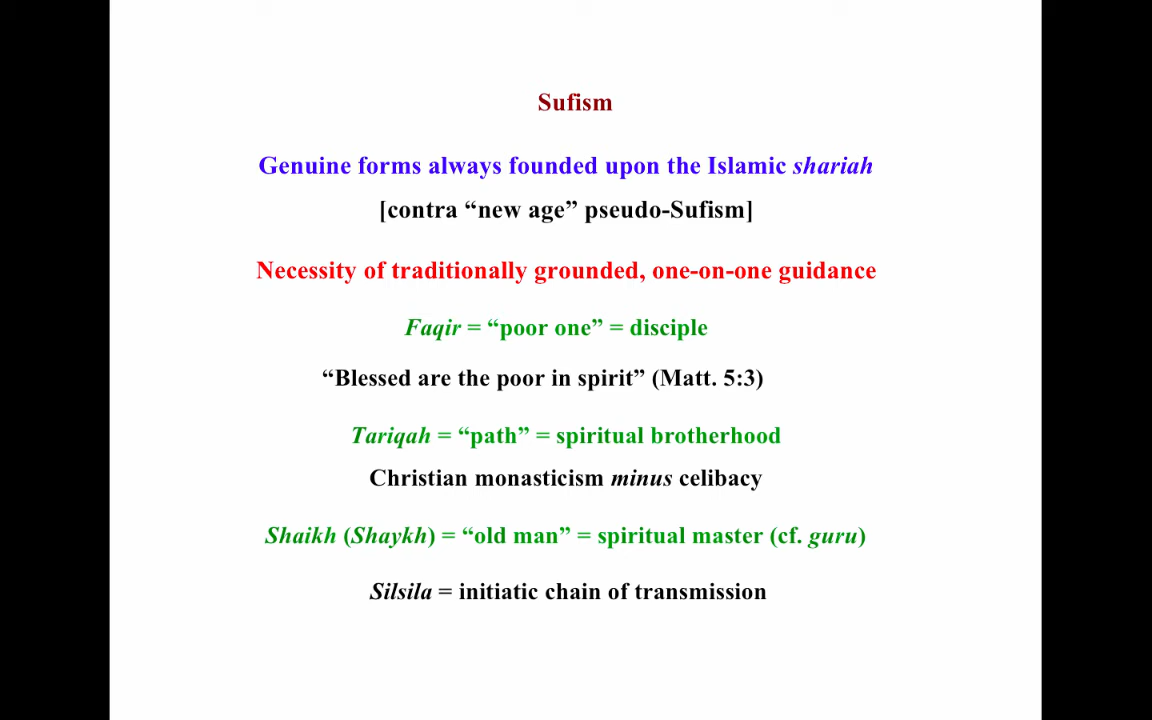 Sufism
Genuine forms always founded upon the Islamic shariah
[contra “new age” pseudo-Sufism]
Necessity of traditionally grounded, one-on-one guidance
Faqir = “poor one” = disciple
“Blessed are the poor in spirit” (Matt. 5:3)
Tariqah = “path” = spiritual brotherhood
Christian monasticism minus celibacy
Shaikh (Shaykh) = “old man” = spiritual master (cf. guru)
Silsila = initiatic chain of transmission